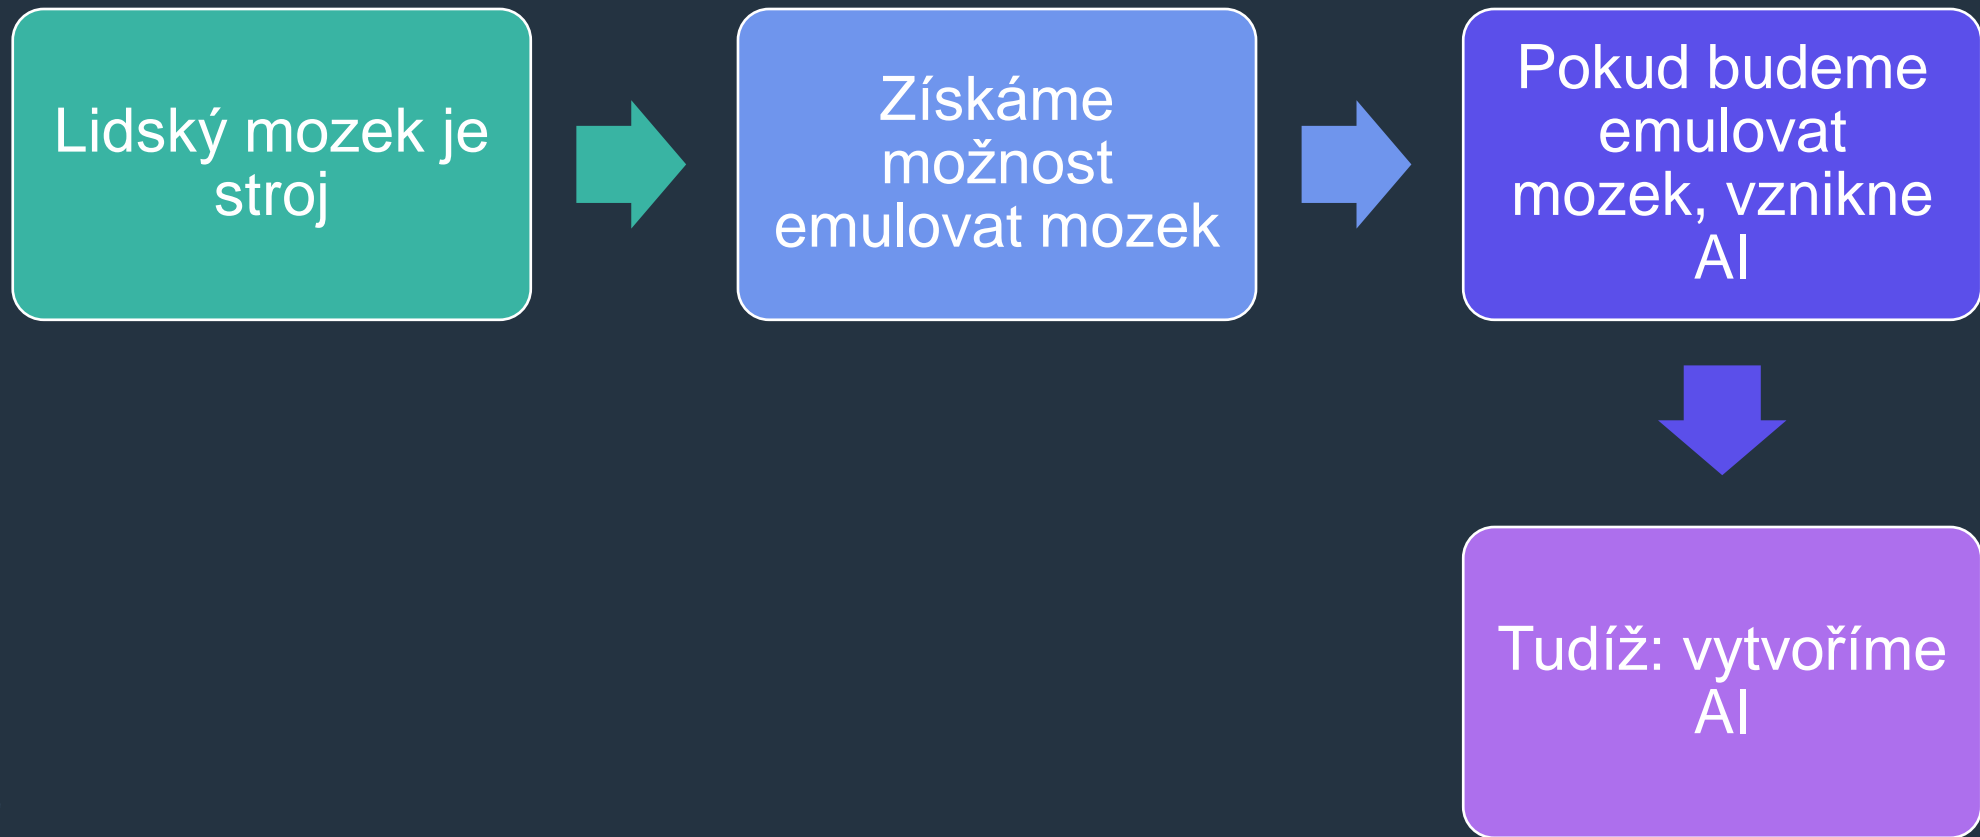 Lidský mozek je
stroj
Získáme
možnost
emulovat mozek
Pokud budeme
emulovat
mozek, vznikne
AI
Tudíž: vytvoříme
AI